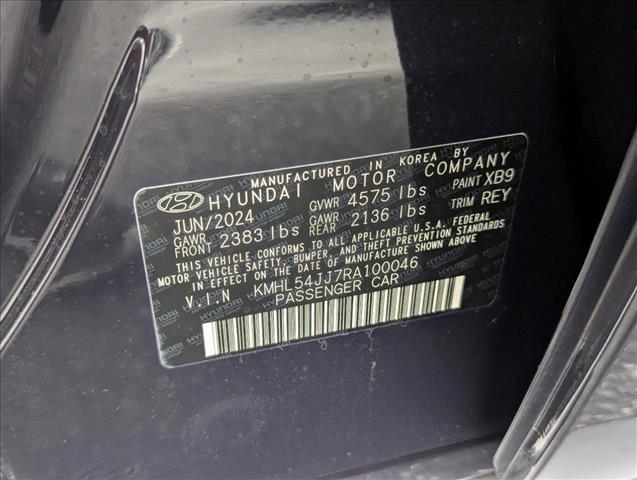 MANUFACTURED IN KOREA BY
HYUNDAI MOTOR COMPANY
JUN/2024 GVWR 4575 lbs PAINT XB9
GAWR FRONT 2383 lbs GAWR REAR 2136 lbs TRIM REY
THIS VEHICLE CONFORMS TO ALL APPLICABLE U.S.A. FEDERAL
MOTOR VEHICLE SAFETY, BUMPER, AND THEFT PREVENTION
STANDARDS IN EFFECT ON THE DATE OF MANUFACTURE SHOWN ABOVE
V.I.N KMHL54JJ7RA100046
PASSENGER CAR